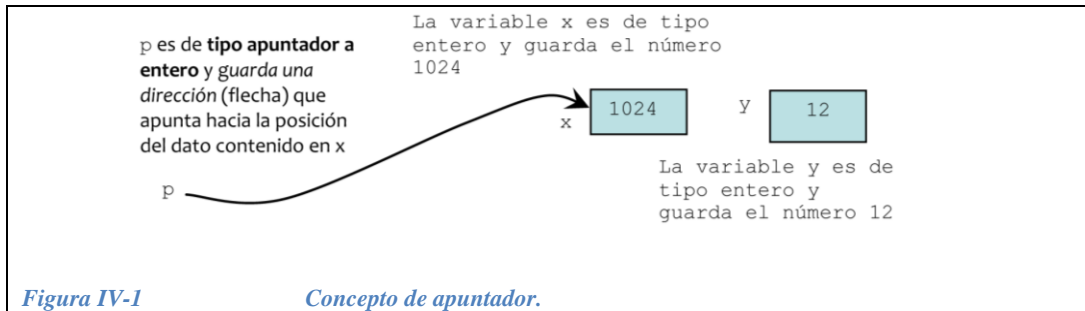 p es de tipo apuntador a
entero y guarda una
dirección (flecha) que
apunta hacia la posición
del dato contenido en x
p
La variable x es de tipo
entero y guarda el número
1024
x
1024
y
12
La variable y es de
tipo entero y
guarda el número 12
Figura IV-1 Concepto de apuntador.